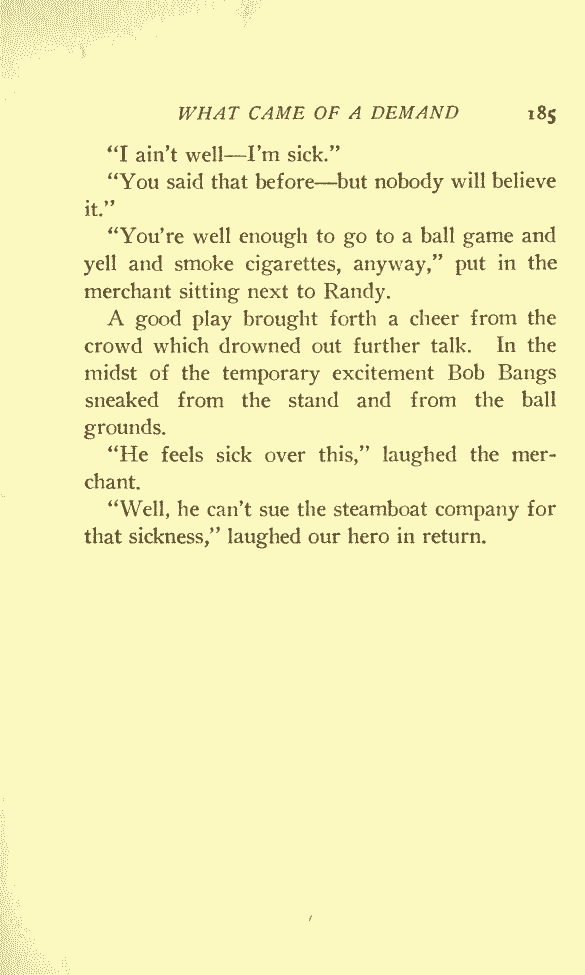 WHAT CAME OF A DEMAND 185
“I ain't well—I'm sick.”
“You said that before—but nobody will believe
it.”
“You're well enough to go to a ball game and
yell and smoke cigarettes, anyway,” put in the
merchant sitting next to Randy.
A good play brought forth a cheer from the
crowd which drowned out further talk. In the
midst of the temporary excitement Bob Bangs
sneaked from the stand and from the ball
grounds.
“He feels sick over this,” laughed the mer-
chant.
“Well, he can't sue the steamboat company for
that sickness,” laughed our hero in return.